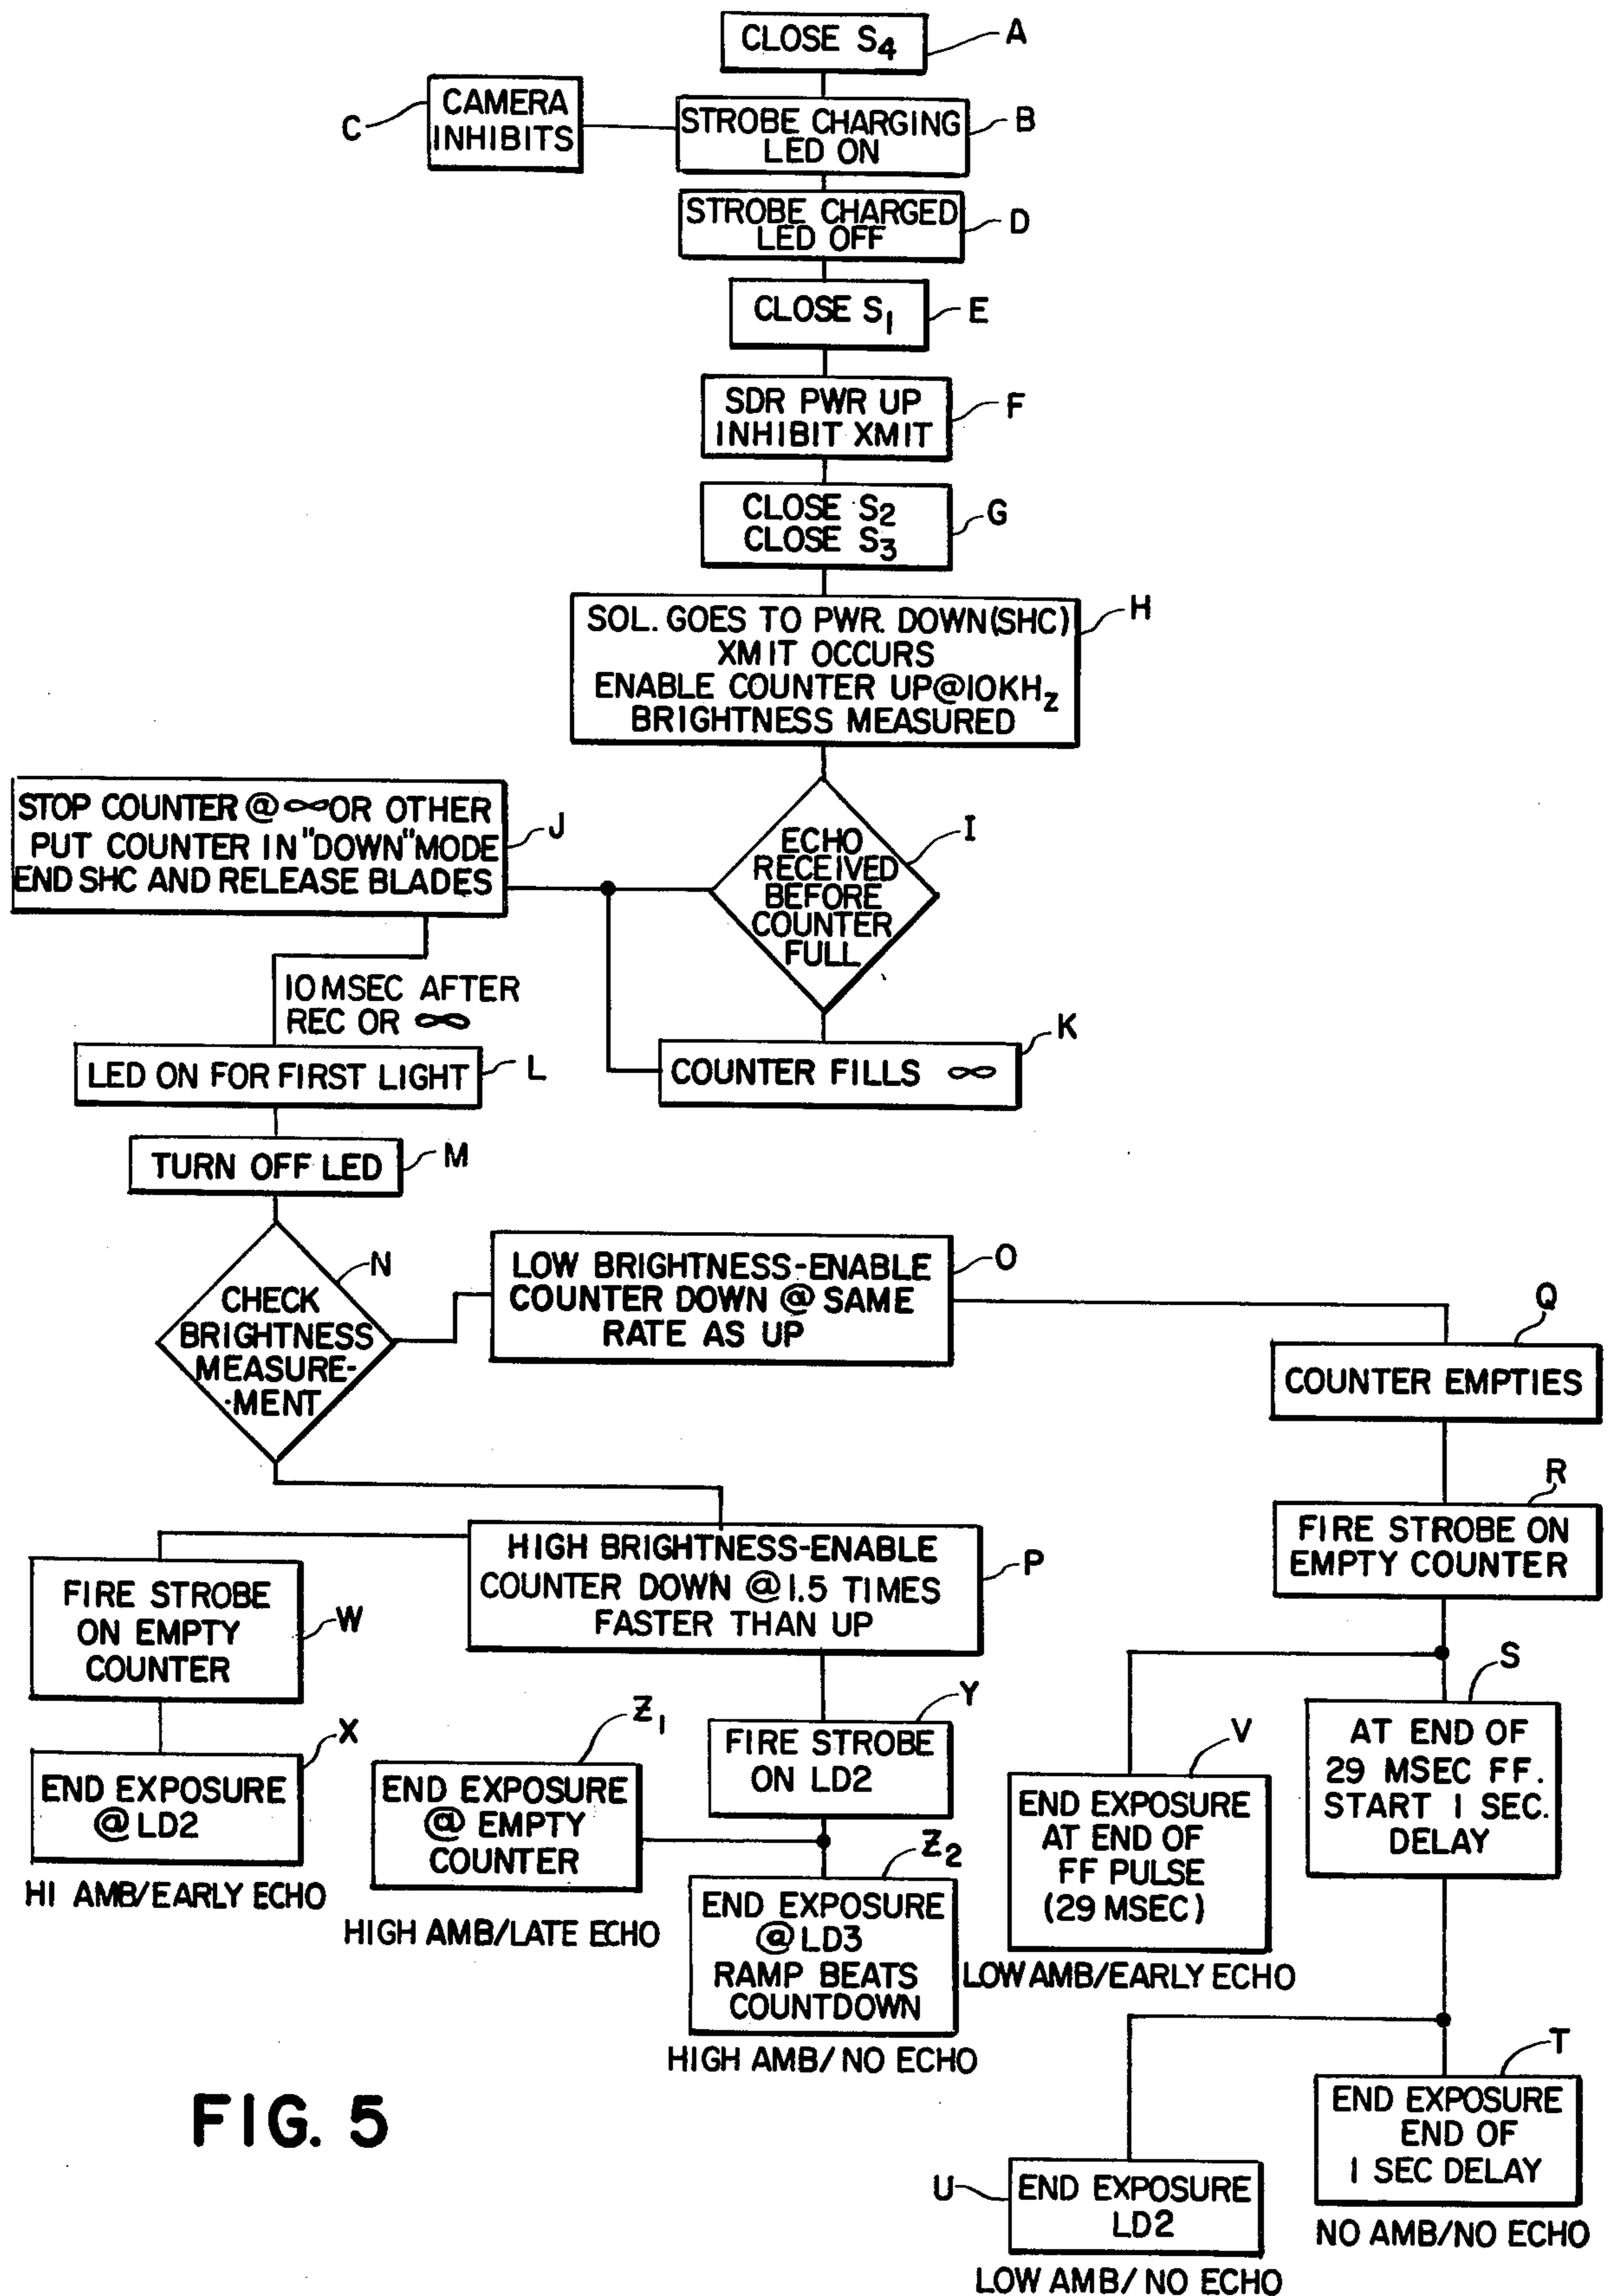 CLOSE S4
A
CAMERA
INHIBITS
C
STROBE CHARGING
LED ON
B
STROBE CHARGED
LED OFF
D
CLOSE S1
E
SDR PWR UP
INHIBIT XMIT
F
CLOSE S2
CLOSE S3
G
SOL. GOES TO PWR. DOWN(SHC)
XMIT OCCURS
ENABLE COUNTER UP@10KHz
BRIGHTNESS MEASURED
H
STOP COUNTER @ ∞ OR OTHER
PUT COUNTER IN "DOWN" MODE
END SHC AND RELEASE BLADES
J
ECHO
RECEIVED
BEFORE
COUNTER
FULL
I
10 MSEC AFTER
REC OR ∞
COUNTER FILLS ∞
K
LED ON FOR FIRST LIGHT
L
TURN OFF LED
M
CHECK
BRIGHTNESS
MEASURE-
-MENT
N
LOW BRIGHTNESS-ENABLE
COUNTER DOWN @ SAME
RATE AS UP
O
COUNTER EMPTIES
Q
FIRE STROBE ON
EMPTY COUNTER
R
HIGH BRIGHTNESS-ENABLE
COUNTER DOWN @ 1.5 TIMES
FASTER THAN UP
P
FIRE STROBE
ON EMPTY
COUNTER
W
END EXPOSURE
@ LD2
X
HI AMB/EARLY ECHO
END EXPOSURE
@ EMPTY
COUNTER
Z1
HIGH AMB/LATE ECHO
FIRE STROBE
ON LD2
Y
END EXPOSURE
@ LD3
RAMP BEATS
COUNTDOWN
Z2
HIGH AMB/NO ECHO
END EXPOSURE
AT END OF
FF PULSE
(29 MSEC)
V
LOW AMB/EARLY ECHO
AT END OF
29 MSEC FF.
START 1 SEC.
DELAY
S
END EXPOSURE
END OF
1 SEC DELAY
T
NO AMB/NO ECHO
END EXPOSURE
LD2
U
LOW AMB/NO ECHO
FIG. 5